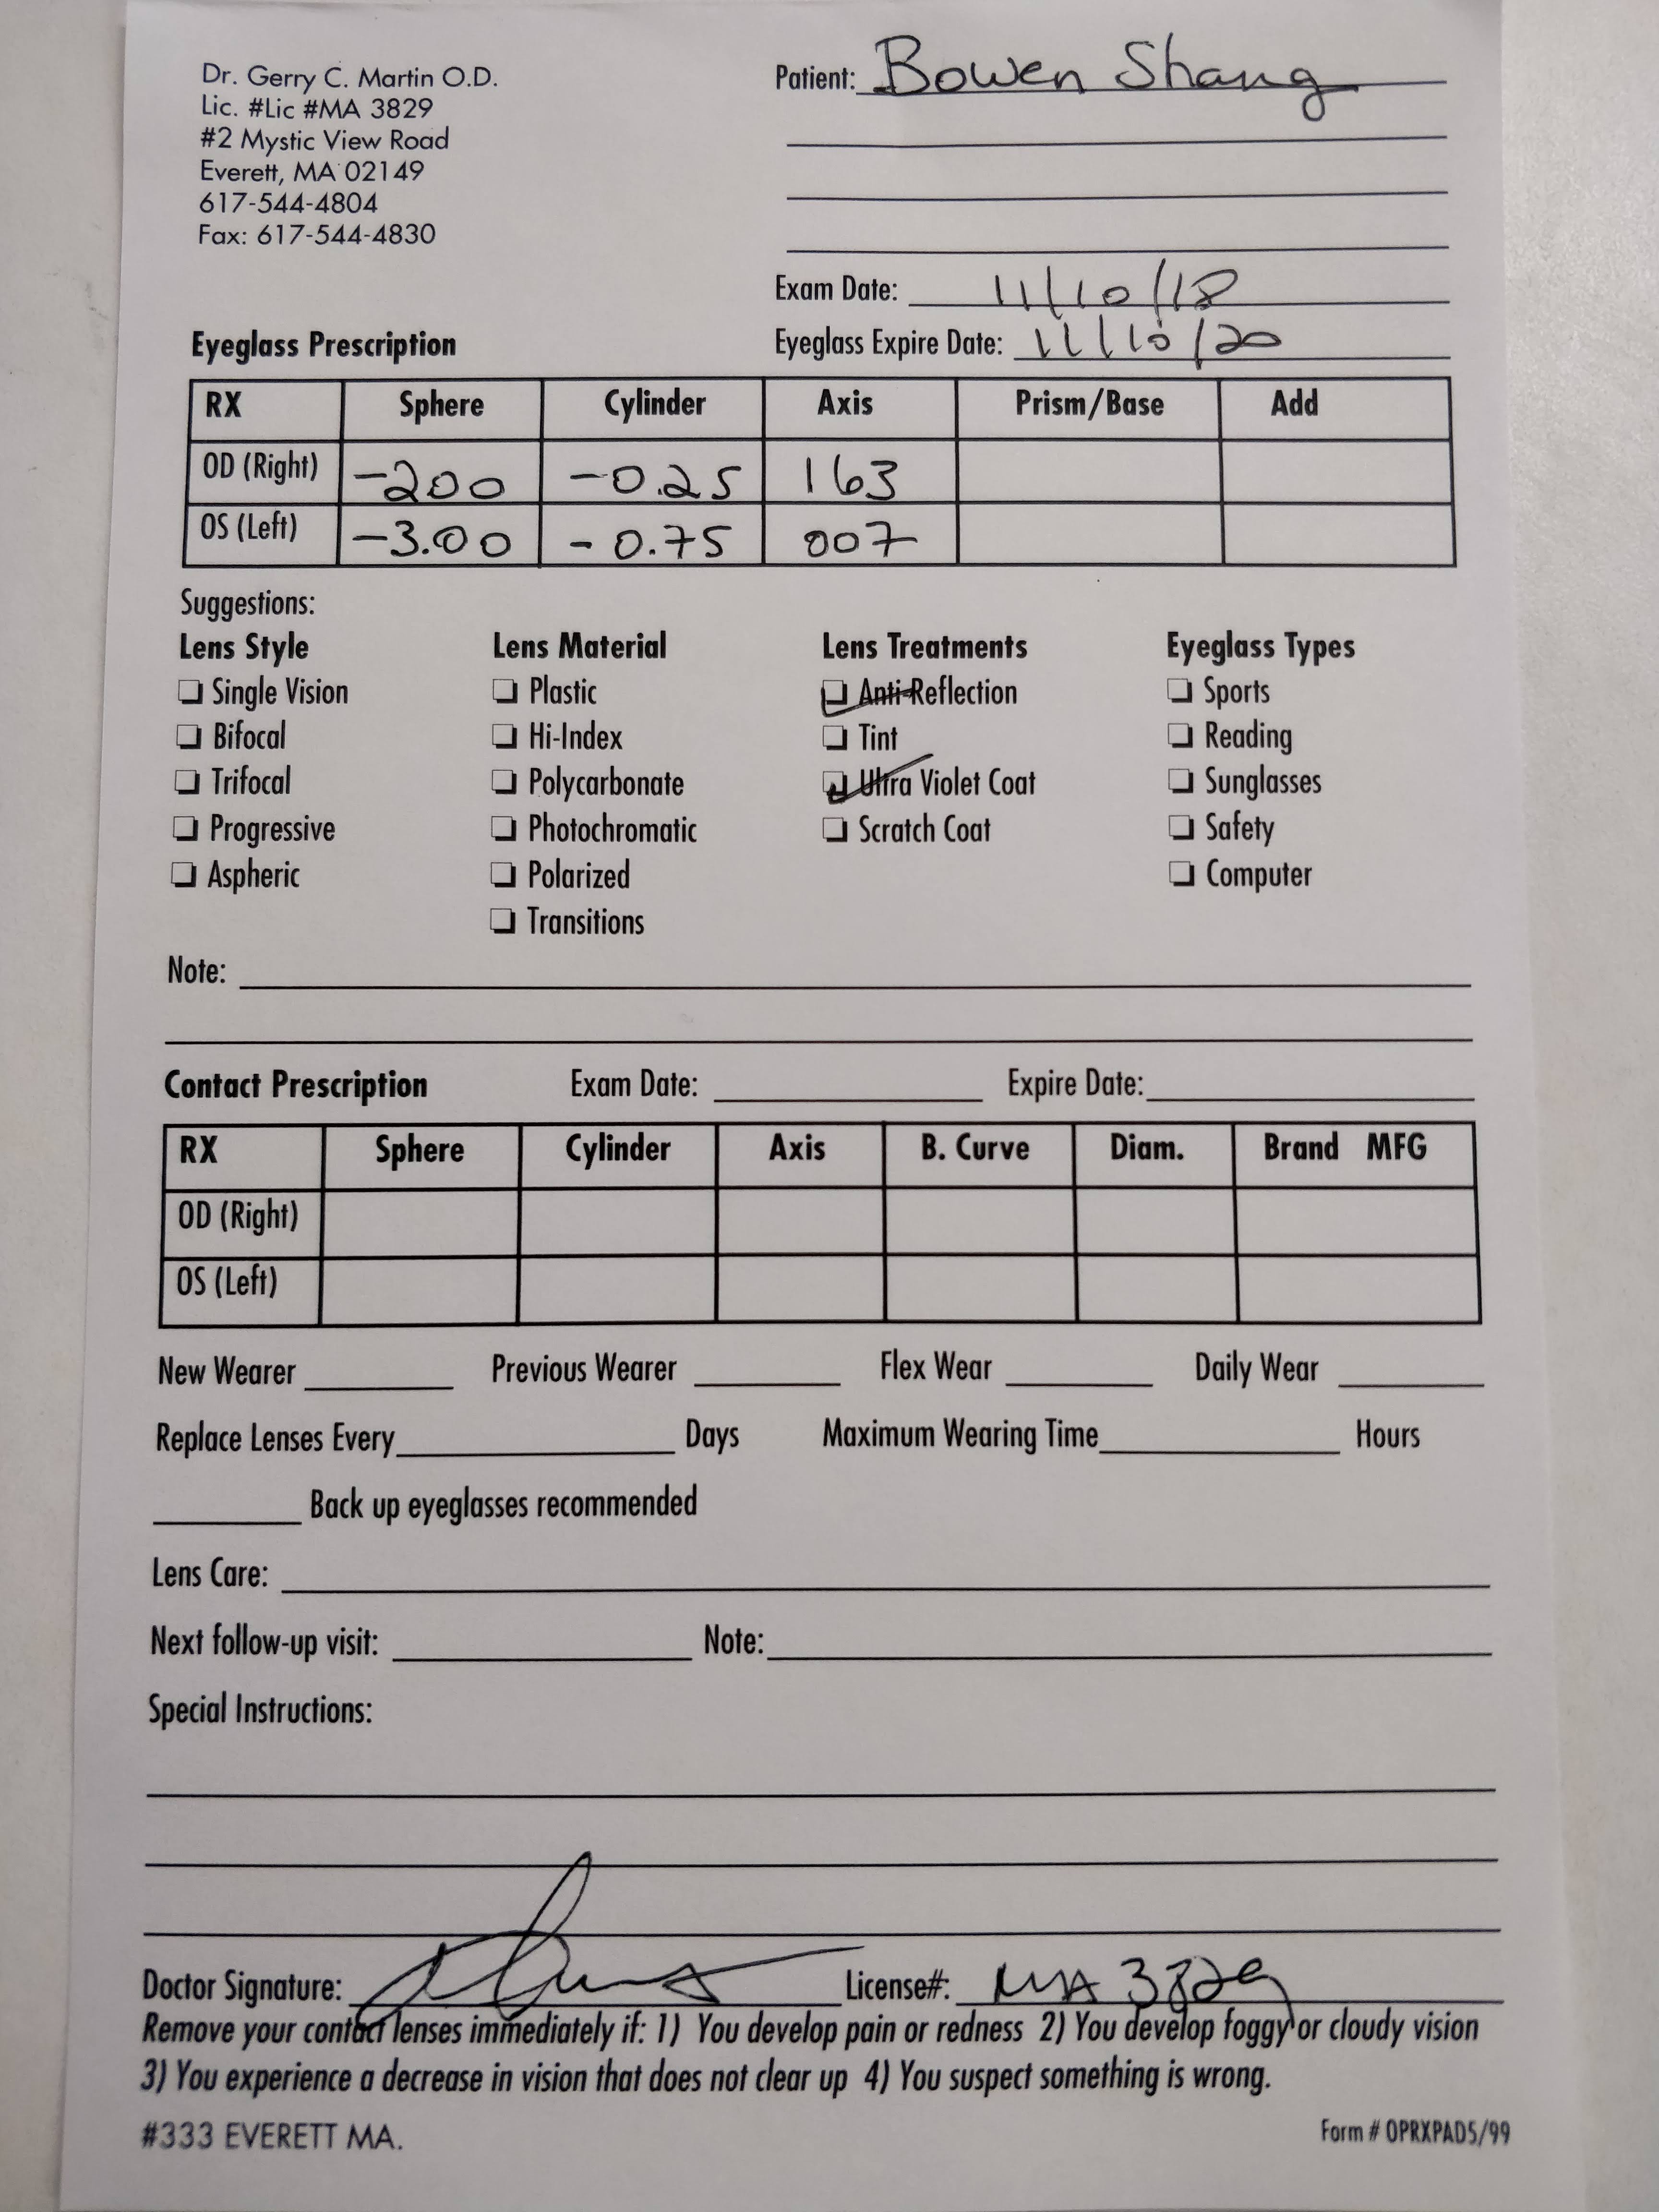 Dr. Gerry C. Martin O.D.
Lic. #Lic #MA 3829
#2 Mystic View Road
Everett, MA 02149
617-544-4804
Fax: 617-544-4830
Patient: Bowen Shang
Exam Date: 11/10/18
Eyeglass Prescription
Eyeglass Expire Date: 11/10/20
RX Sphere Cylinder Axis Prism/Base Add
OD (Right) -200 -0.25 163
OS (Left) -3.00 -0.75 007
Suggestions:
Lens Style Lens Material Lens Treatments Eyeglass Types
Single Vision Plastic Anti-Reflection Sports
Bifocal Hi-Index Tint Reading
Trifocal Polycarbonate Ultra Violet Coat Sunglasses
Progressive Photochromatic Scratch Coat Safety
Aspheric Polarized Computer
Transitions
Note:
Contact Prescription Exam Date: Expire Date:
RX Sphere Cylinder Axis B. Curve Diam. Brand MFG
OD (Right)
OS (Left)
New Wearer Previous Wearer Flex Wear Daily Wear
Replace Lenses Every Days Maximum Wearing Time Hours
Back up eyeglasses recommended
Lens Care:
Next follow-up visit: Note:
Special Instructions:
Doctor Signature: License#: MA 3829
Remove your contact lenses immediately if: 1) You develop pain or redness 2) You develop foggy or cloudy vision
3) You experience a decrease in vision that does not clear up 4) You suspect something is wrong.
#333 EVERETT MA. Form # OPRXPAD5/99